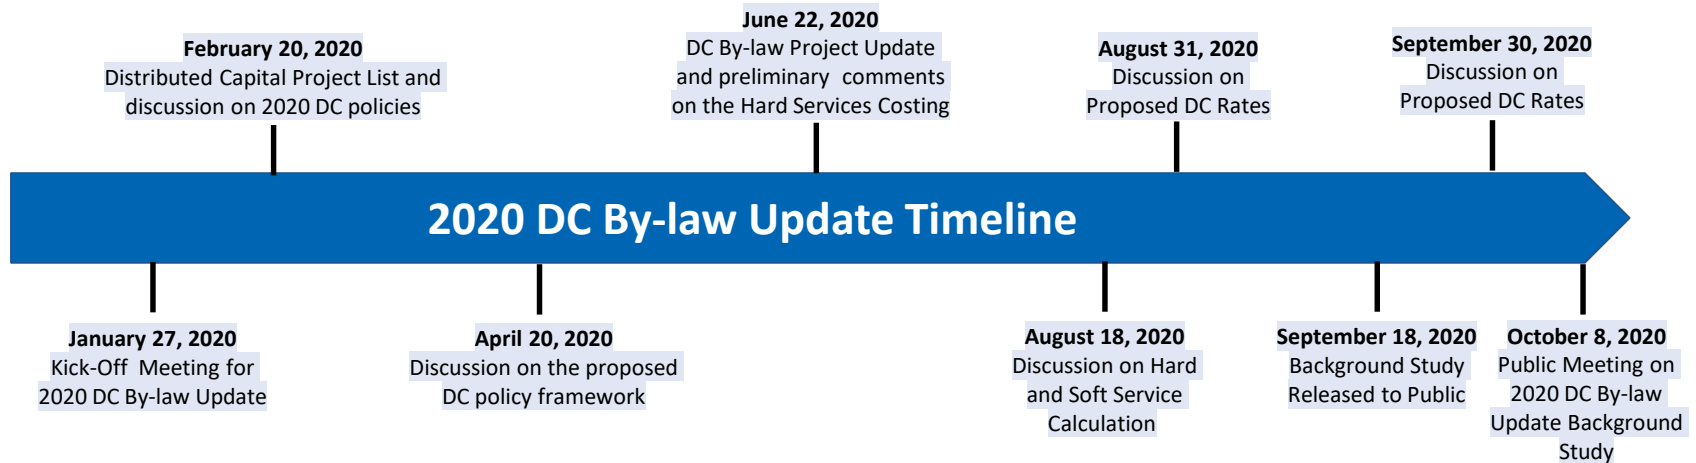 February 20, 2020
Distributed Capital Project List and
discussion on 2020 DC policies
June 22, 2020
DC By-law Project Update
and preliminary comments
on the Hard Services Costing
August 31, 2020
Discussion on
Proposed DC Rates
September 30, 2020
Discussion on
Proposed DC Rates
2020 DC By-law Update Timeline
January 27, 2020
Kick-Off Meeting for
2020 DC By-law Update
April 20, 2020
Discussion on the proposed
DC policy framework
August 18, 2020
Discussion on Hard
and Soft Service
Calculation
September 18, 2020
Background Study
Released to Public
October 8, 2020
Public Meeting on
2020 DC By-law
Update Background
Study